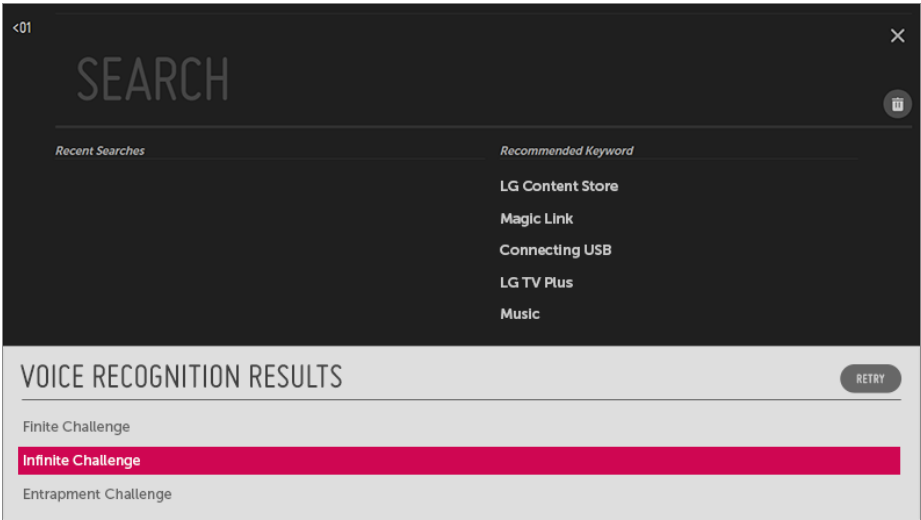 <01
SEARCH
Recent Searches
Recommended Keyword
LG Content Store
Magic Link
Connecting USB
LG TV Plus
Music
VOICE RECOGNITION RESULTS
RETRY
Finite Challenge
Infinite Challenge
Entrapment Challenge